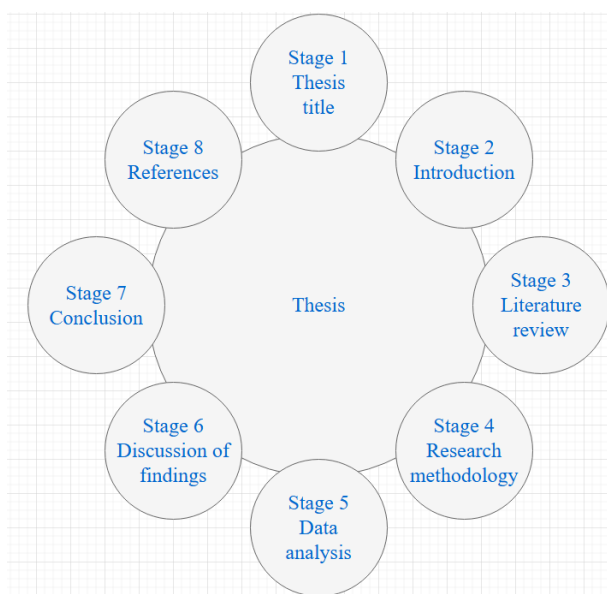 Stage 1
Thesis
title
Stage 2
Introduction
Stage 3
Literature
review
Stage 4
Research
methodology
Stage 5
Data
analysis
Stage 6
Discussion of
findings
Stage 7
Conclusion
Stage 8
References
Thesis